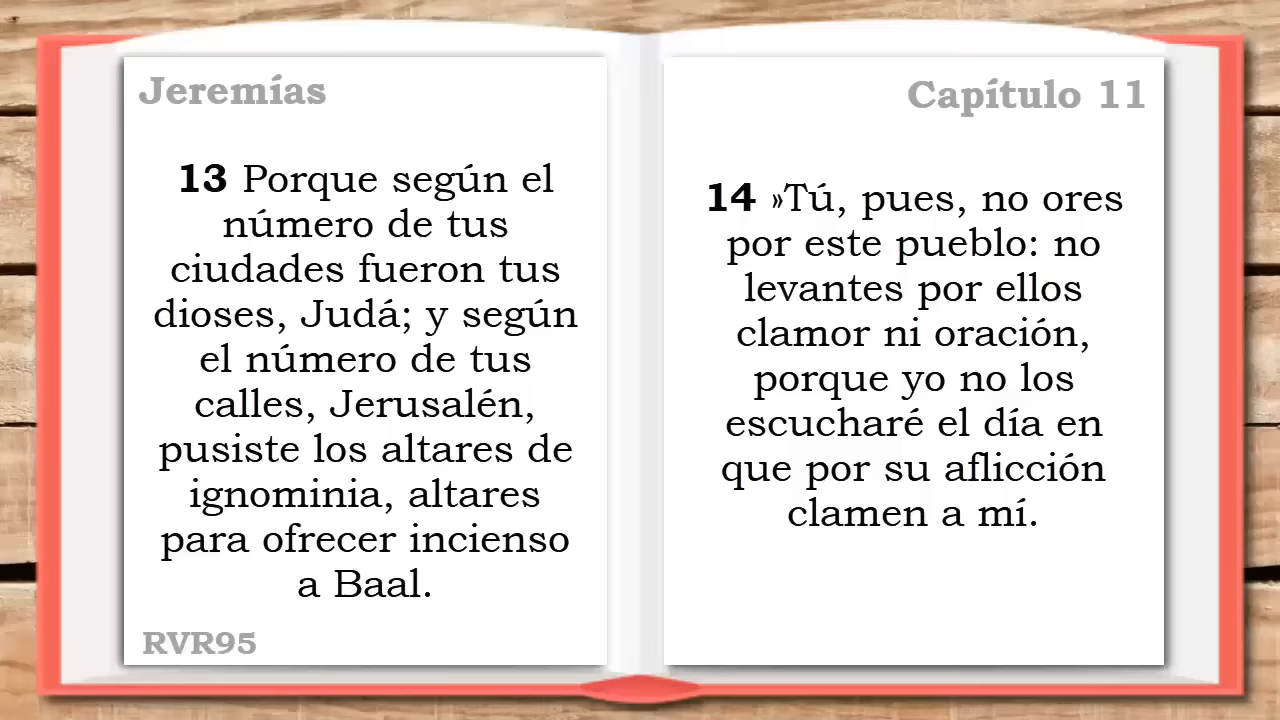 Jeremías
13 Porque según el
número de tus
ciudades fueron tus
dioses, Judá; y según
el número de tus
calles, Jerusalén,
pusiste los altares de
ignominia, altares
para ofrecer incienso
a Baal.
RVR95
Capítulo 11
14 »Tú, pues, no ores
por este pueblo: no
levantes por ellos
clamor ni oración,
porque yo no los
escucharé el día en
que por su aflicción
clamen a mí.